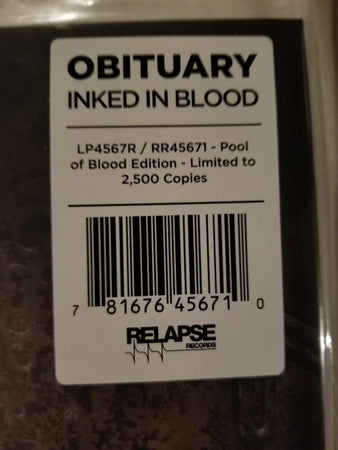 OBITUARY
INKED IN BLOOD
LP4567R / RR45671 - Pool
of Blood Edition - Limited to
2,500 Copies
7 81676 45671 0
RELAPSE
RECORDS